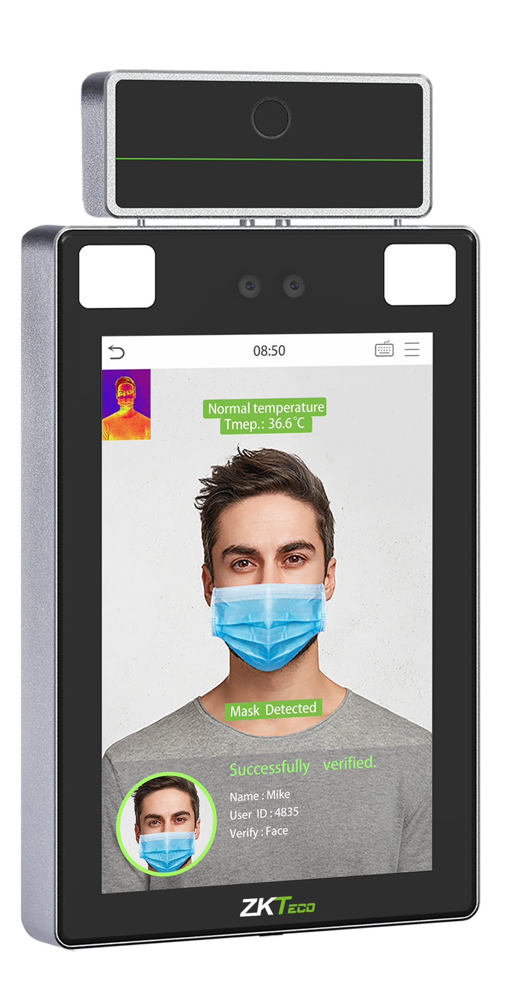 08:50
Normal temperature
Tmep.: 36.6°C
Mask Detected
Successfully verified.
Name : Mike
User ID : 4835
Verify : Face
ZKTECO